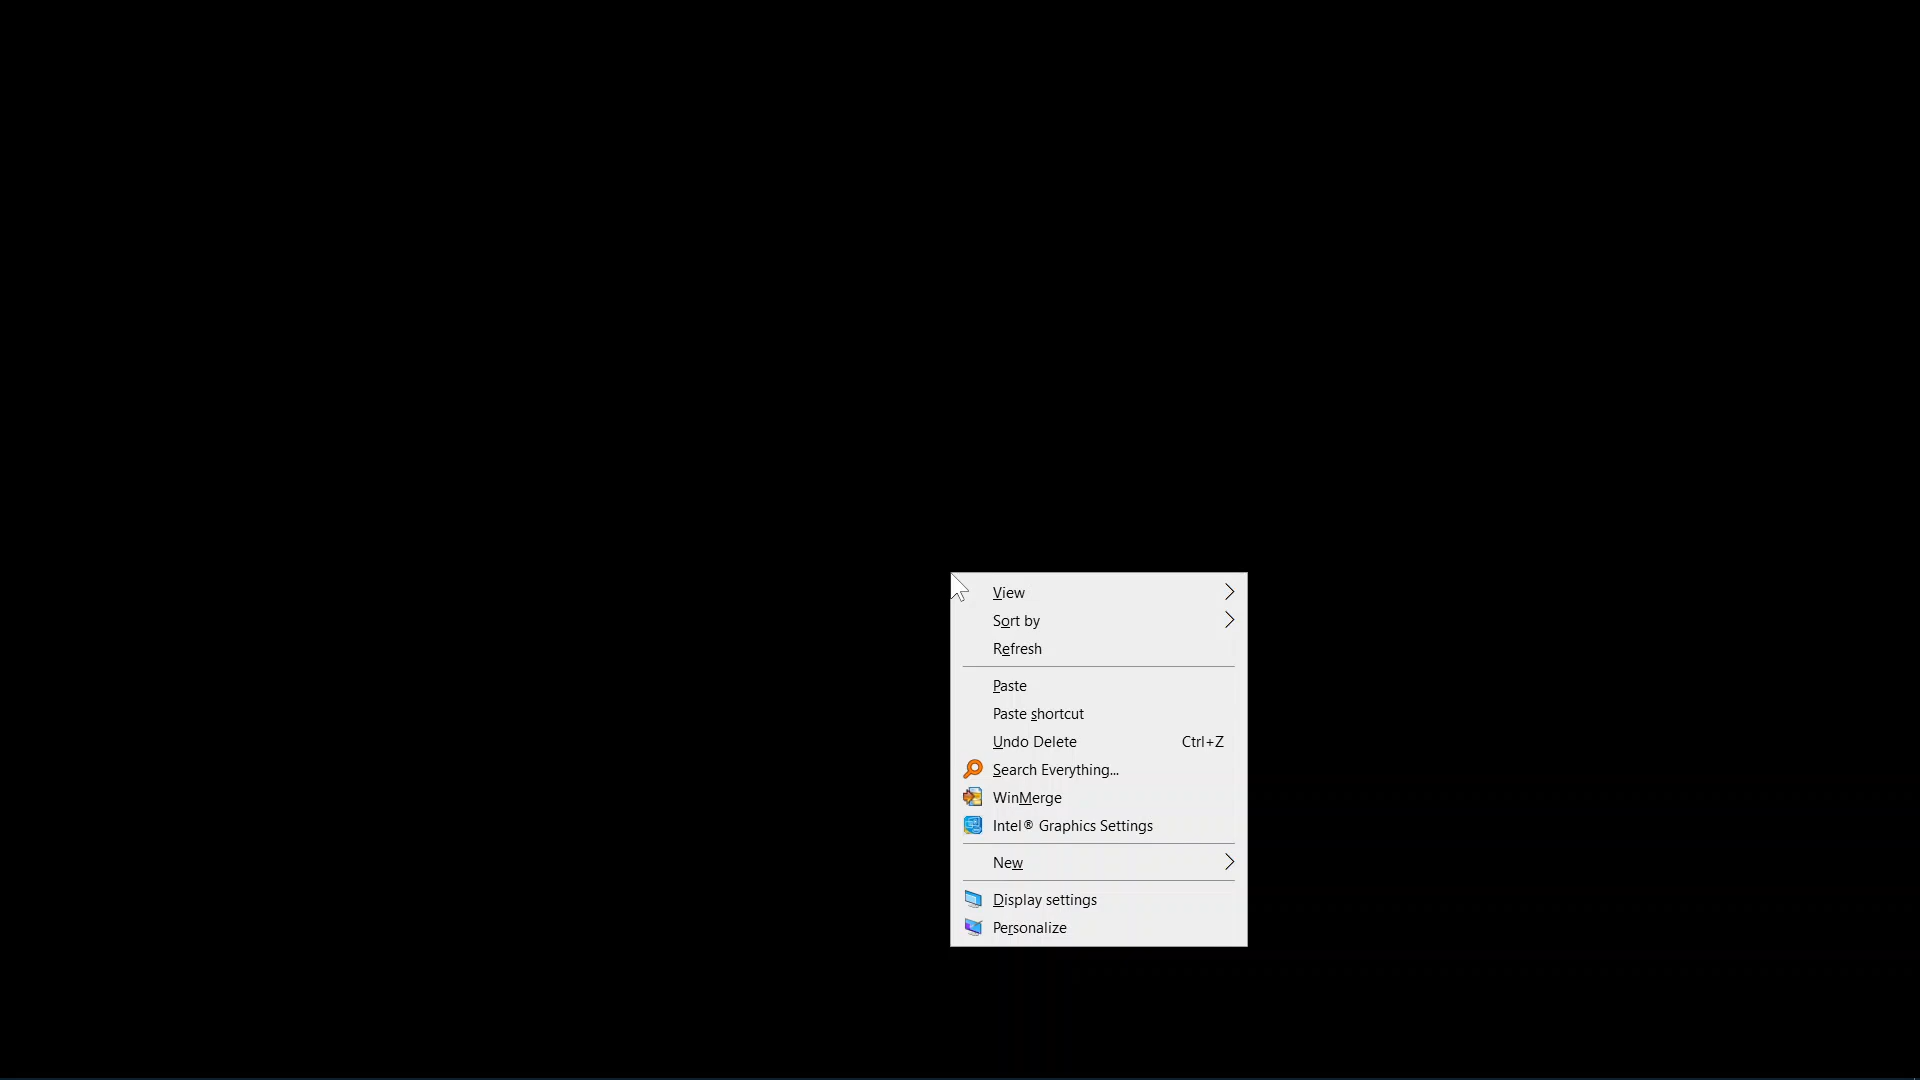 View
Sort by
Refresh
Paste
Paste shortcut
Undo Delete Ctrl+Z
Search Everything...
WinMerge
Intel® Graphics Settings
New
Display settings
Personalize